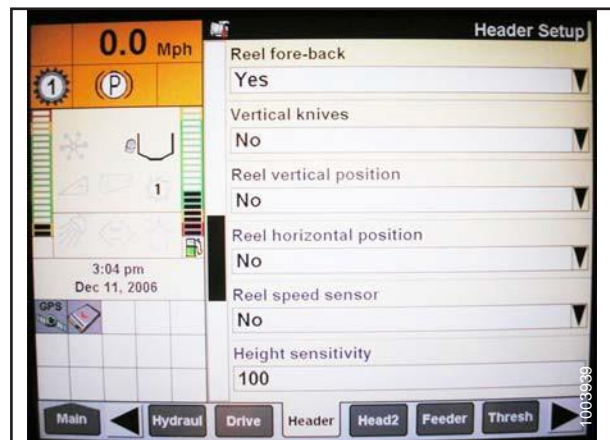 0.0 Mph
Header Setup
1
(P)
Reel fore-back
Yes
Vertical knives
No
Reel vertical position
No
1
Reel horizontal position
No
3:04 pm
Dec 11, 2006
Reel speed sensor
No
GPS
Height sensitivity
100
Main
Hydraul
Drive
Header
Head2
Feeder
Thresh
1003939